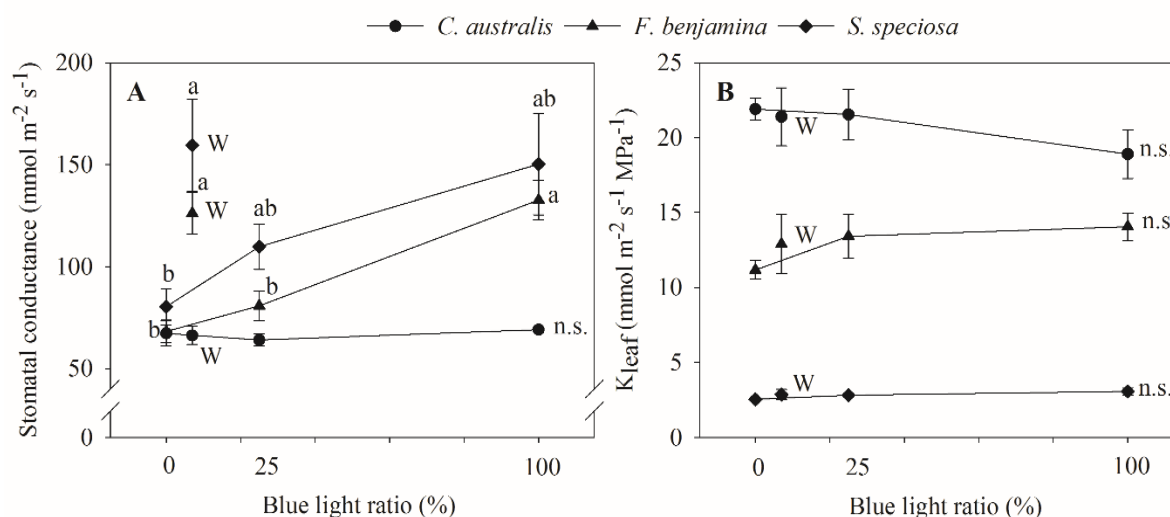 C. australis F. benjamina S. speciosa
A
Stomatal conductance (mmol m-2 s-1)
200
150
100
50
0
a
W
a
W
b
b
ab
b
W
ab
a
n.s.
0 25 100
Blue light ratio (%)
B
Kleaf (mmol m-2 s-1 MPa-1)
25
20
15
10
5
0
W
n.s.
W
n.s
W
n.s.
0 25 100
Blue light ratio (%)